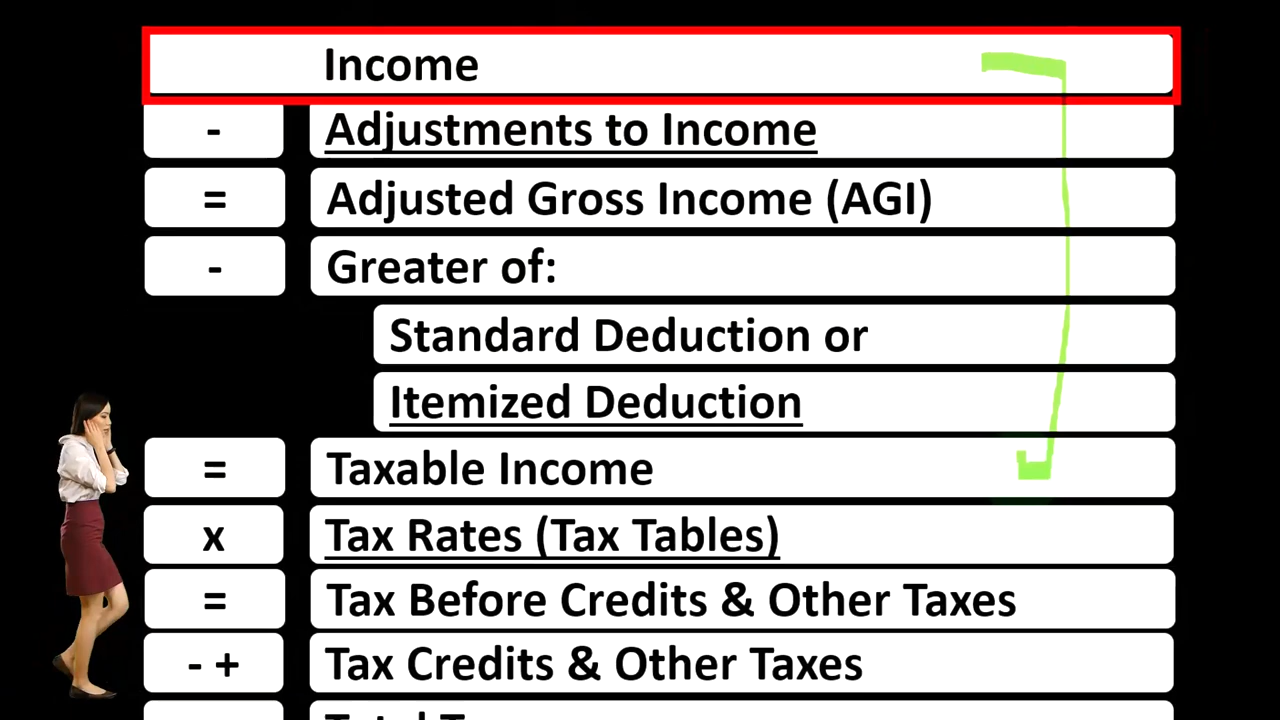 Income
- Adjustments to Income
= Adjusted Gross Income (AGI)
- Greater of:
Standard Deduction or
Itemized Deduction
= Taxable Income
x Tax Rates (Tax Tables)
= Tax Before Credits & Other Taxes
- + Tax Credits & Other Taxes